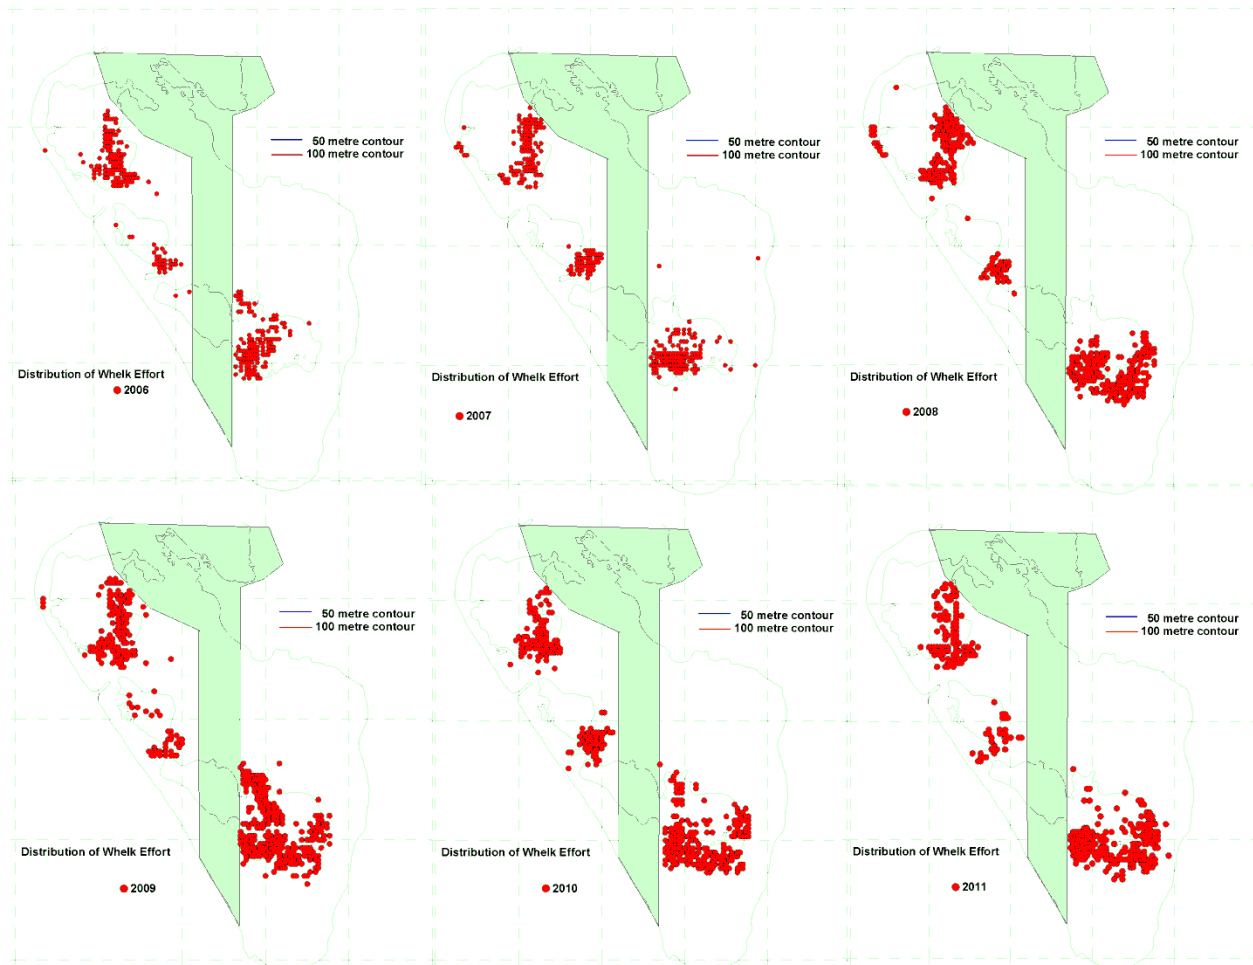 50 metre contour
100 metre contour
Distribution of Whelk Effort
2006
50 metre contour
100 metre contour
Distribution of Whelk Effort
2007
50 metre contour
100 metre contour
Distribution of Whelk Effort
2008
50 metre contour
100 metre contour
Distribution of Whelk Effort
2009
50 metre contour
100 metre contour
Distribution of Whelk Effort
2010
50 metre contour
100 metre contour
Distribution of Whelk Effort
2011